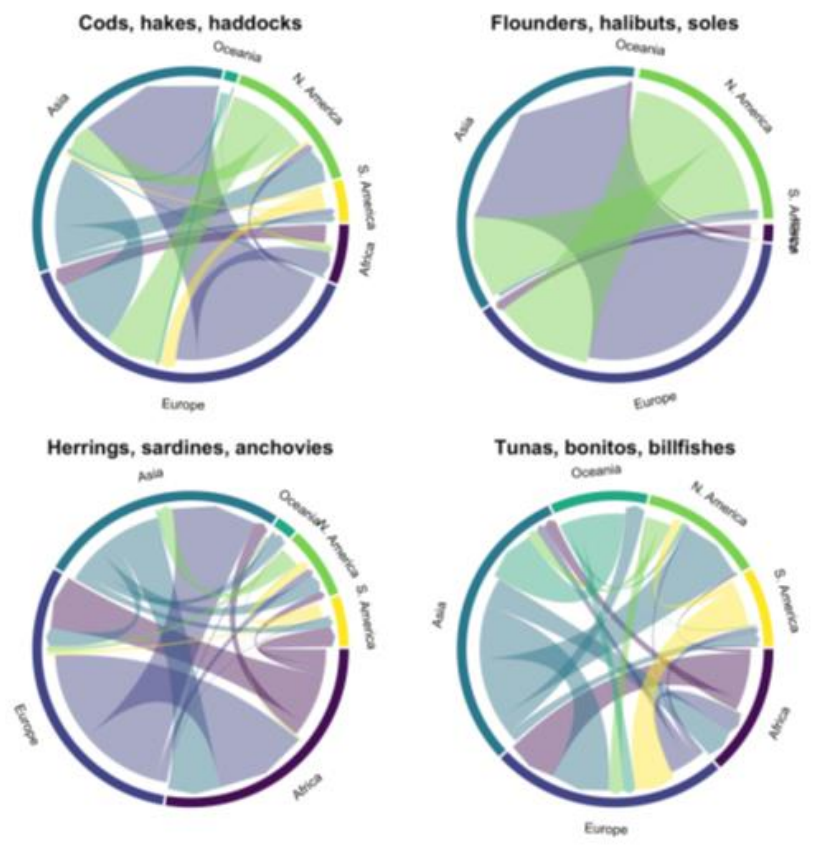 Cods, hakes, haddocks
Oceania
N. America
Asia
S. America
Africa
Europe
Flounders, halibuts, soles
Oceania
N. America
Asia
Europe
Herrings, sardines, anchovies
Asia
Oceania
N. America
S. America
Europe
Africa
Tunas, bonitos, billfishes
Oceania
N. America
S. America
Asia
Africa
Europe